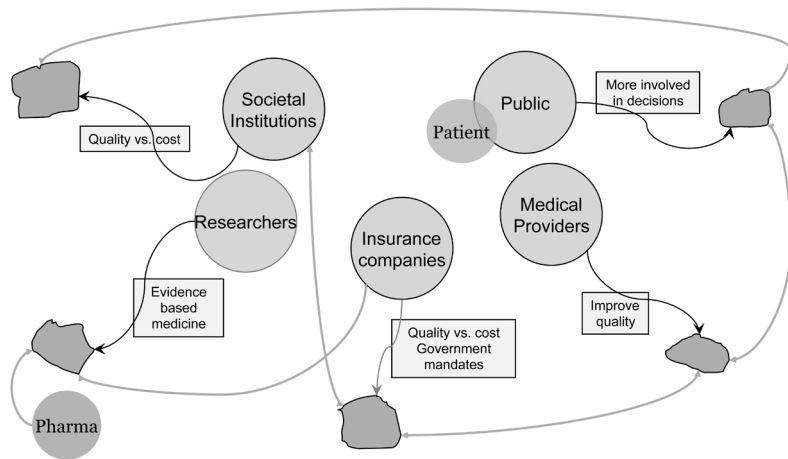 Societal
Institutions
Public
Patient
More involved
in decisions
Quality vs. cost
Researchers
Insurance
companies
Medical
Providers
Evidence
based
medicine
Improve
quality
Quality vs. cost
Government
mandates
Pharma